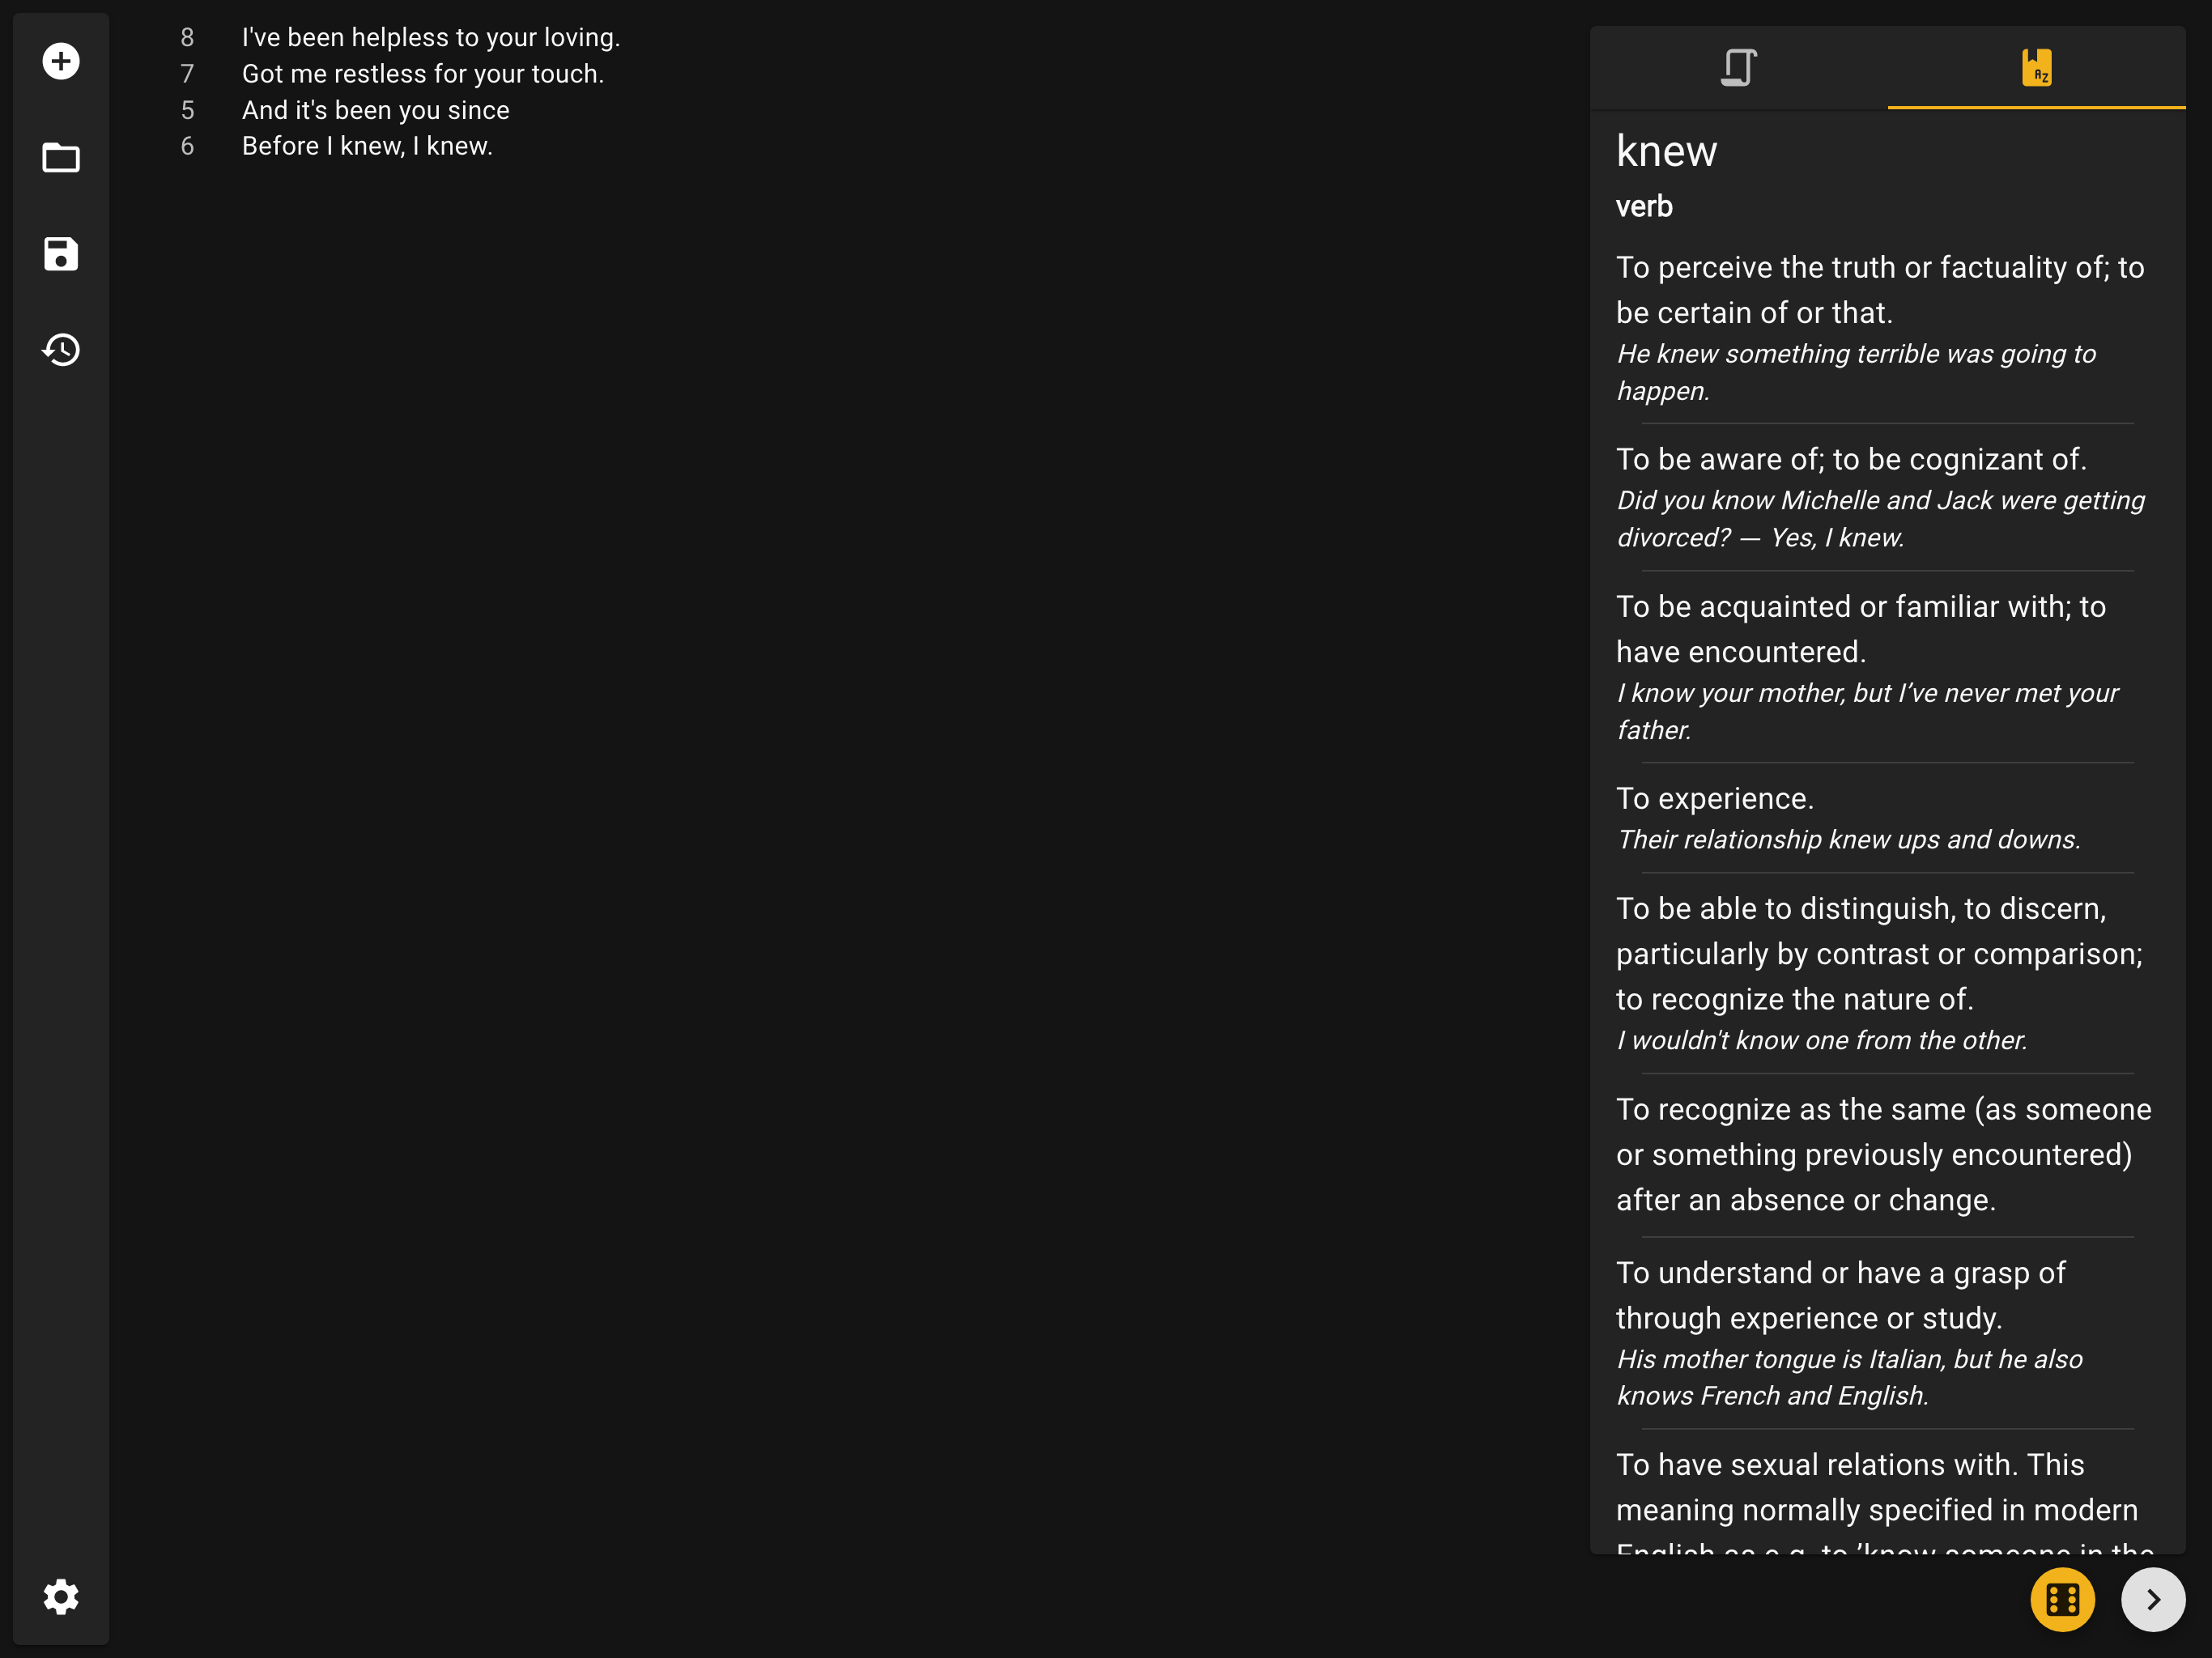 8 I've been helpless to your loving.
7 Got me restless for your touch.
5 And it's been you since
6 Before I knew, I knew.
AZ
knew
verb
To perceive the truth or factuality of; to
be certain of or that.
He knew something terrible was going to
happen.
To be aware of; to be cognizant of.
Did you know Michelle and Jack were getting
divorced? — Yes, I knew.
To be acquainted or familiar with; to
have encountered.
I know your mother, but I’ve never met your
father.
To experience.
Their relationship knew ups and downs.
To be able to distinguish, to discern,
particularly by contrast or comparison;
to recognize the nature of.
I wouldn't know one from the other.
To recognize as the same (as someone
or something previously encountered)
after an absence or change.
To understand or have a grasp of
through experience or study.
His mother tongue is Italian, but he also
knows French and English.
To have sexual relations with. This
meaning normally specified in modern
English as e.g. to ’know someone in the